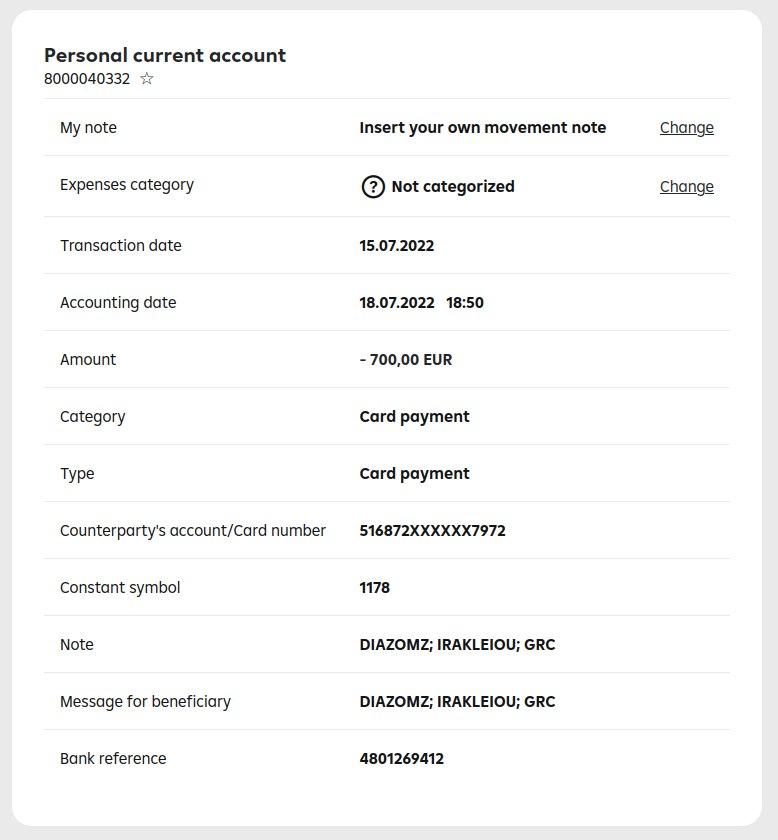 Personal current account
8000040332 ☆
My note Insert your own movement note Change
Expenses category ? Not categorized Change
Transaction date 15.07.2022
Accounting date 18.07.2022 18:50
Amount - 700,00 EUR
Category Card payment
Type Card payment
Counterparty's account/Card number 516872XXXXXX7972
Constant symbol 1178
Note DIAZOMZ; IRAKLEIOU; GRC
Message for beneficiary DIAZOMZ; IRAKLEIOU; GRC
Bank reference 4801269412